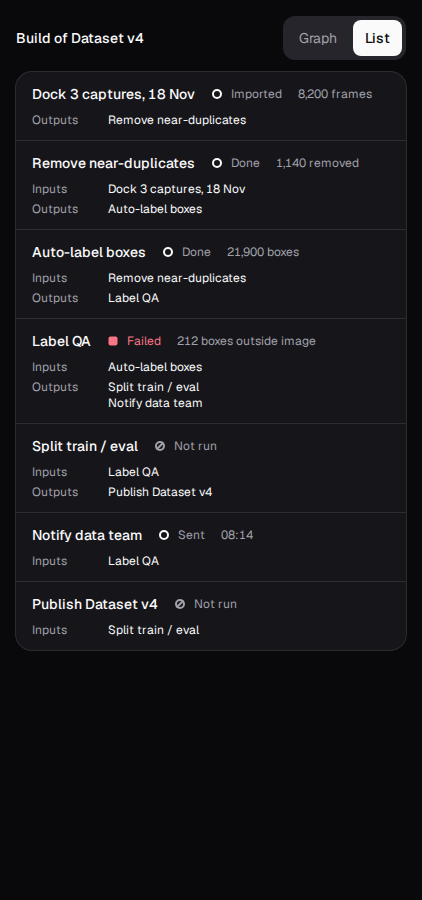 Build of Dataset v4
Graph
List
Dock 3 captures, 18 Nov Imported 8,200 frames
Outputs Remove near-duplicates
Remove near-duplicates Done 1,140 removed
Inputs Dock 3 captures, 18 Nov
Outputs Auto-label boxes
Auto-label boxes Done 21,900 boxes
Inputs Remove near-duplicates
Outputs Label QA
Label QA Failed 212 boxes outside image
Inputs Auto-label boxes
Outputs Split train / eval
Notify data team
Split train / eval Not run
Inputs Label QA
Outputs Publish Dataset v4
Notify data team Sent 08:14
Inputs Label QA
Publish Dataset v4 Not run
Inputs Split train / eval